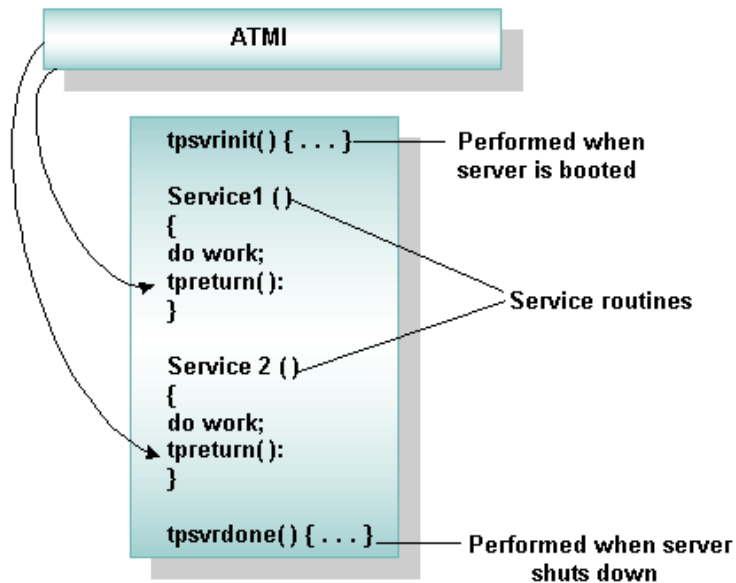 ATMI
tpsvrinit() { . . . }
Performed when
server is booted
Service1 ()
{
do work;
tpreturn():
}
Service routines
Service 2 ()
{
do work;
tpreturn():
}
tpsvrdone() { . . . }
Performed when server
shuts down